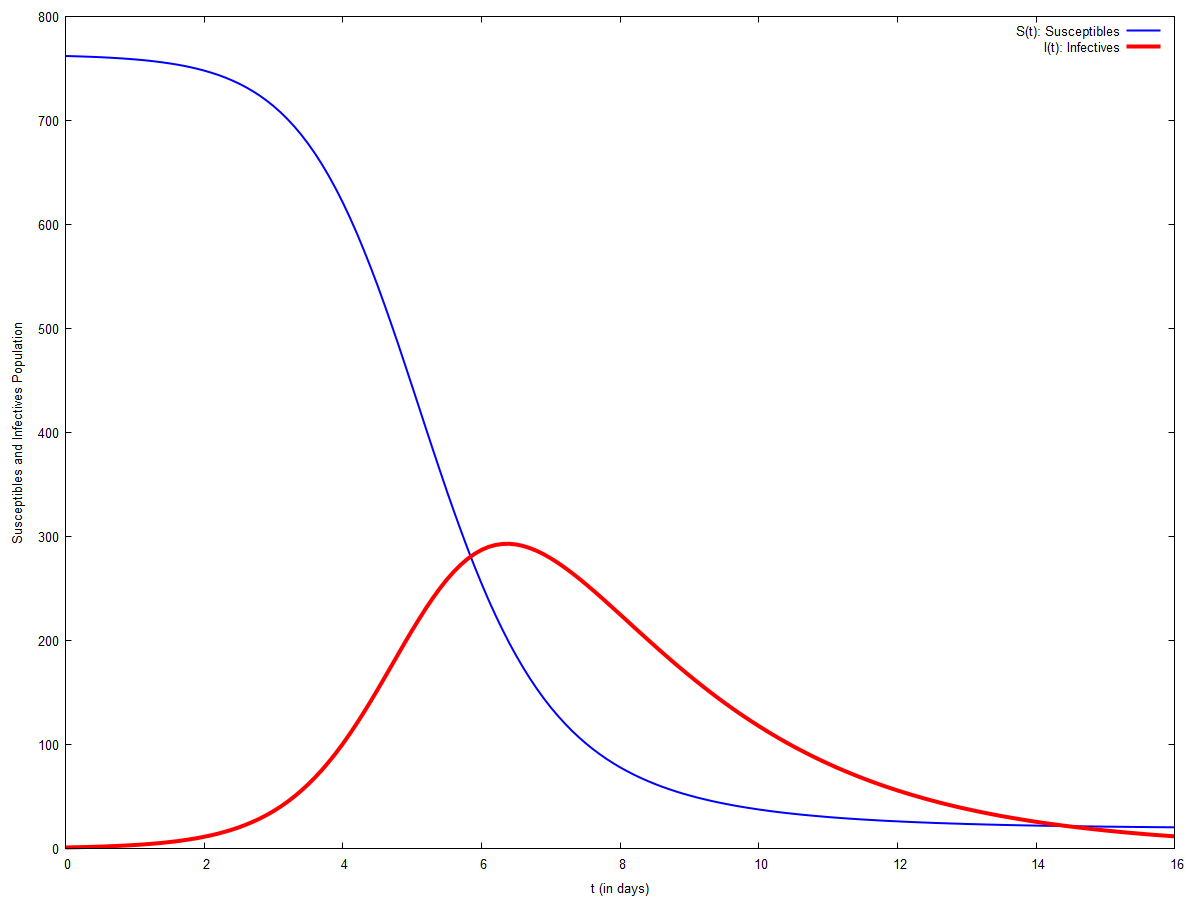 800
700
600
500
400
300
200
100
0
0 2 4 6 8 10 12 14 16
Susceptibles and Infectives Population
t (in days)
S(t): Susceptibles
I(t): Infectives